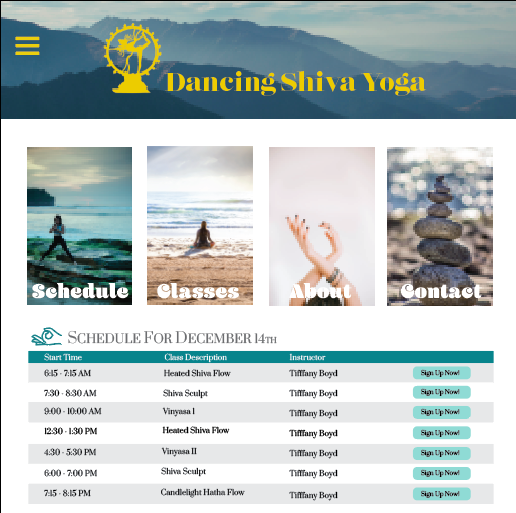 Dancing Shiva Yoga
Schedule Classes About Contact
Schedule For December 14th
Start Time Class Description Instructor
6:15 - 7:15 AM Heated Shiva Flow Tifffany Boyd Sign Up Now!
7:30 - 8:30 AM Shiva Sculpt Tifffany Boyd Sign Up Now!
9:00 - 10:00 AM Vinyasa I Tifffany Boyd Sign Up Now!
12:30 - 1:30 PM Heated Shiva Flow Tifffany Boyd Sign Up Now!
4:30 - 5:30 PM Vinyasa II Tifffany Boyd Sign Up Now!
6:00 - 7:00 PM Shiva Sculpt Tifffany Boyd Sign Up Now!
7:15 - 8:15 PM Candlelight Hatha Flow Tifffany Boyd Sign Up Now!